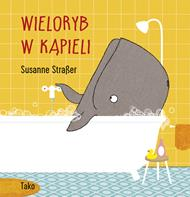 WIELORYB
W KĄPIELI
Susanne Straßer
Tako